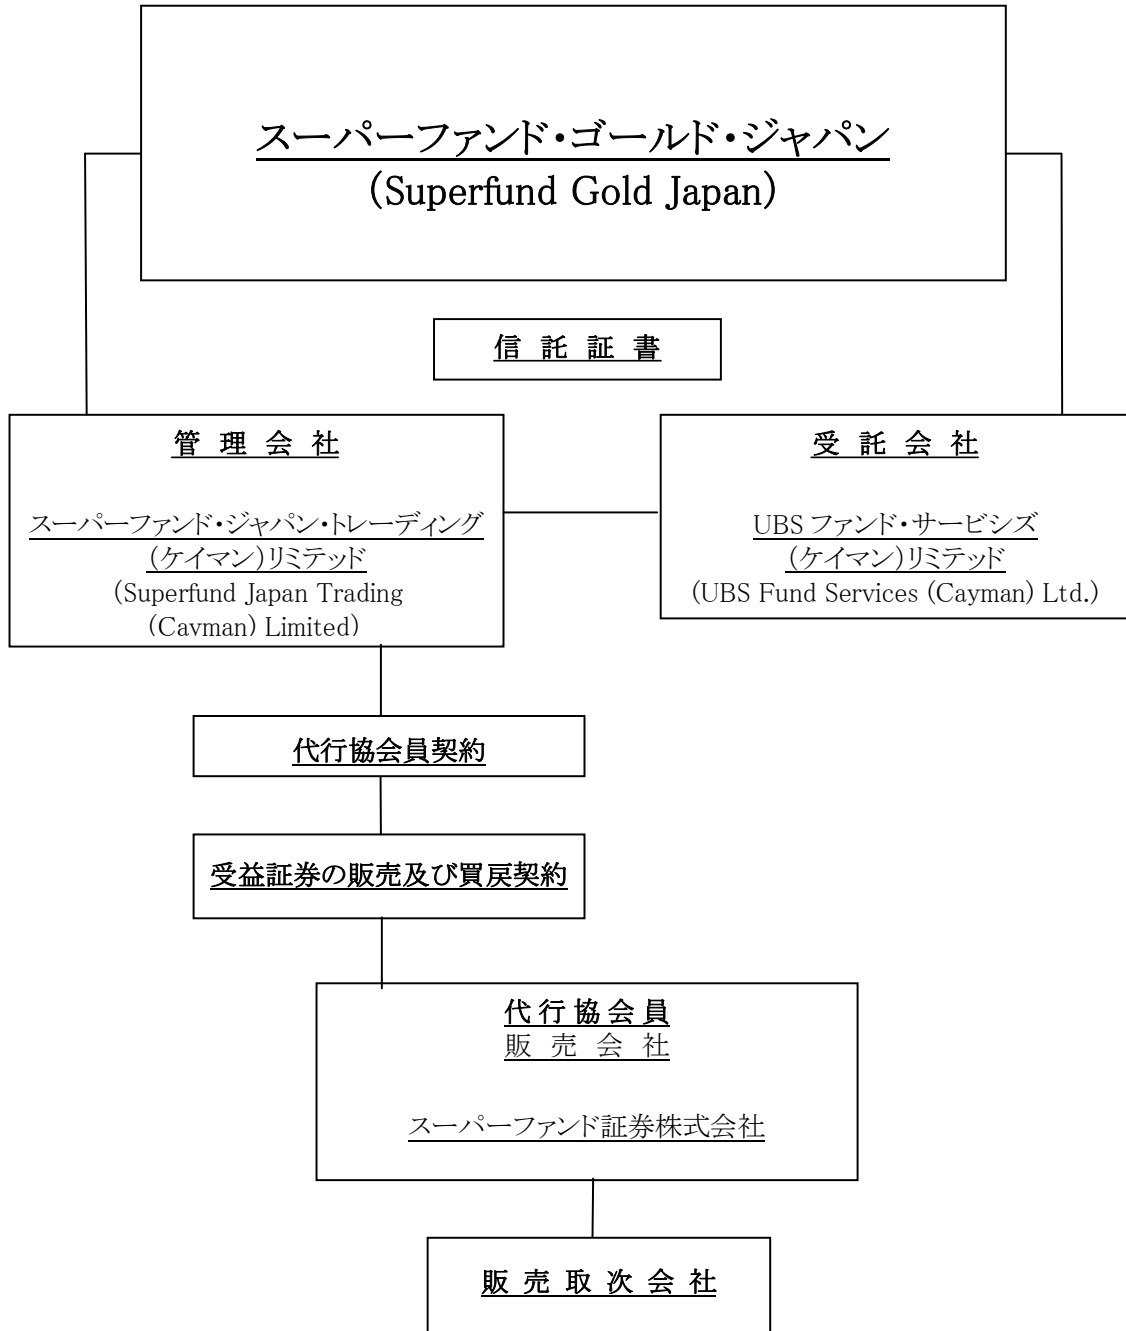 スーパーファンド・ゴールド・ジャパン
(Superfund Gold Japan)
信託証書
管理会社
スーパーファンド・ジャパン・トレーディング
(ケイマン)リミテッド
(Superfund Japan Trading
(Cayman) Limited)
受託会社
UBS ファンド・サービシズ
(ケイマン)リミテッド
(UBS Fund Services (Cayman) Ltd.)
代行協会員契約
受益証券の販売及び買戻契約
代行協会員
販売会社
スーパーファンド証券株式会社
販売取次会社